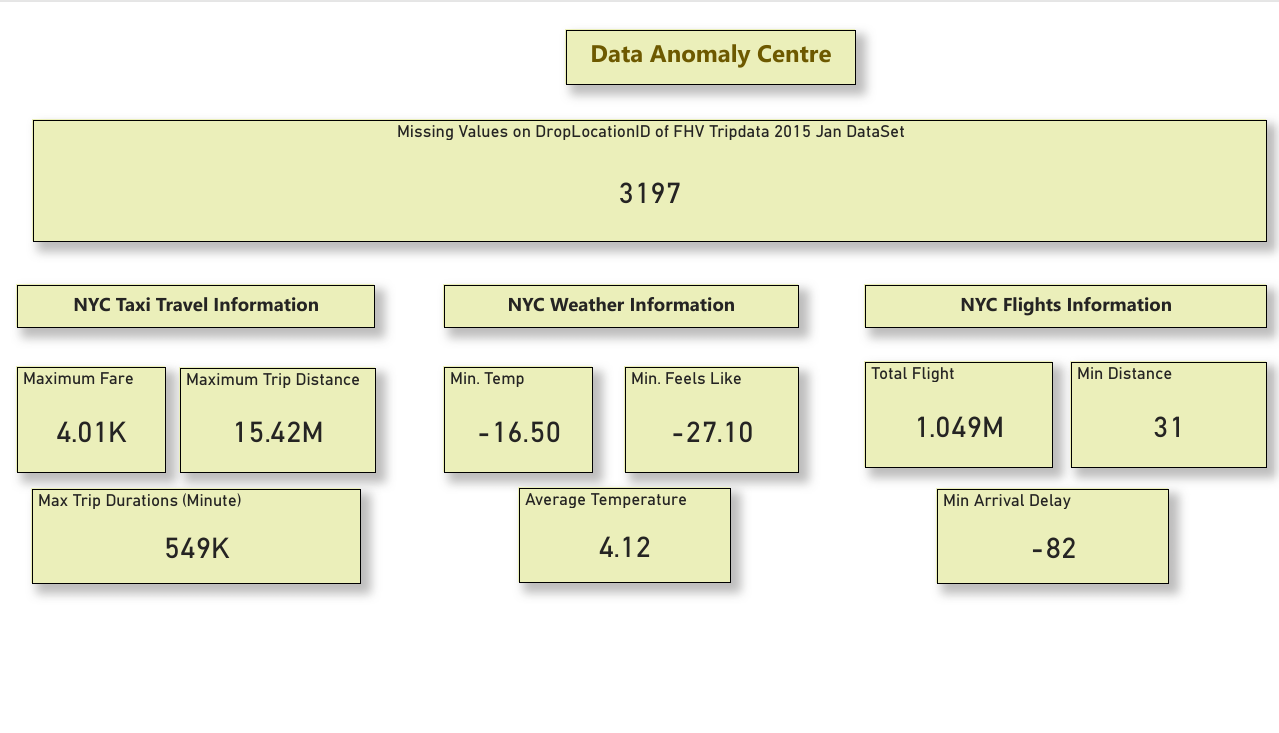 Data Anomaly Centre
Missing Values on DropLocationID of FHV Tripdata 2015 Jan DataSet
3197
NYC Taxi Travel Information
Maximum Fare
4.01K
Maximum Trip Distance
15.42M
Max Trip Durations (Minute)
549K
NYC Weather Information
Min. Temp
-16.50
Min. Feels Like
-27.10
Average Temperature
4.12
NYC Flights Information
Total Flight
1.049M
Min Distance
31
Min Arrival Delay
-82